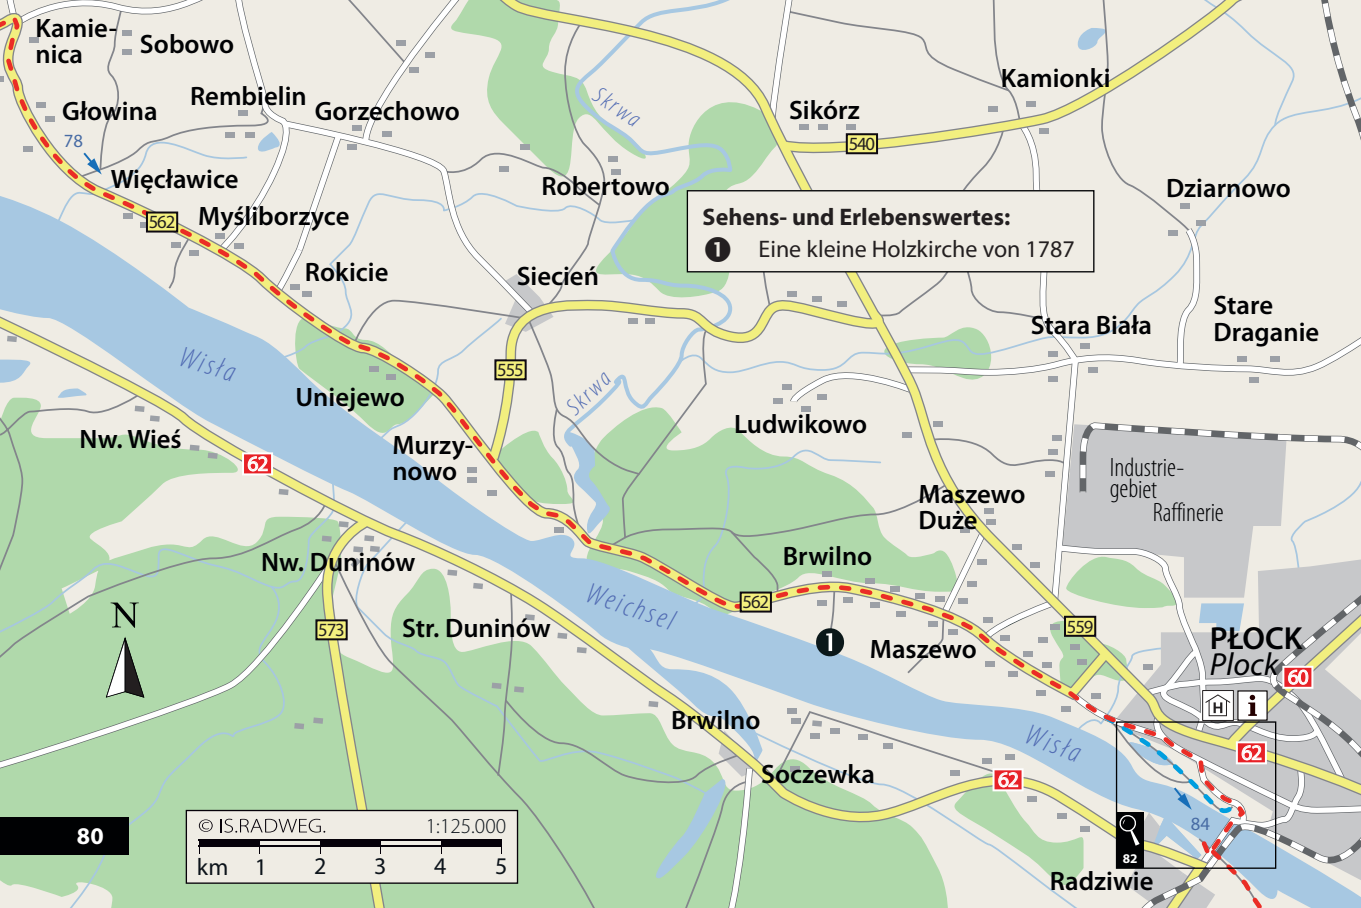 Kamie-
nica
Sobowo
Głowina
78
Rembielin
Gorzechowo
Skrwa
Sikórz
540
Kamionki
Więcławice
562
Myśliborzyce
Robertowo
Dziarnowo
Sehens- und Erlebenswertes:
1 Eine kleine Holzkirche von 1787
Rokicie
Siecień
Stara Biała
Stare
Draganie
Wisła
555
Skrwa
Uniejewo
Nw. Wieś
62
Murzy-
nowo
Ludwikowo
Industrie-
gebiet
Raffinerie
Maszewo
Duże
Nw. Duninów
Brwilno
Weichsel
562
N
573
Str. Duninów
1
Maszewo
559
PŁOCK
Płock
60
H
i
Brwilno
Wisła
62
Soczewka
62
84
80
© IS.RADWEG.
1:125.000
km 1 2 3 4 5
82
Radziwie